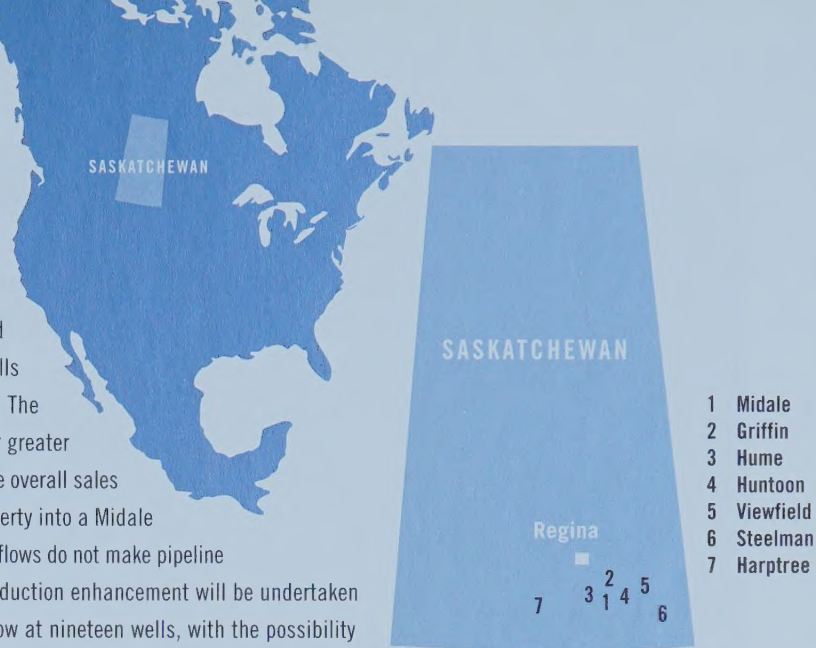 SASKATCHEWAN
SASKATCHEWAN
The
greater
overall sales
erty into a Midale
flows do not make pipeline
duction enhancement will be undertaken
ow at nineteen wells, with the possibility
Regina
2
3 1 4 5
7
6
1 Midale
2 Griffin
3 Hume
4 Huntoon
5 Viewfield
6 Steelman
7 Harptree